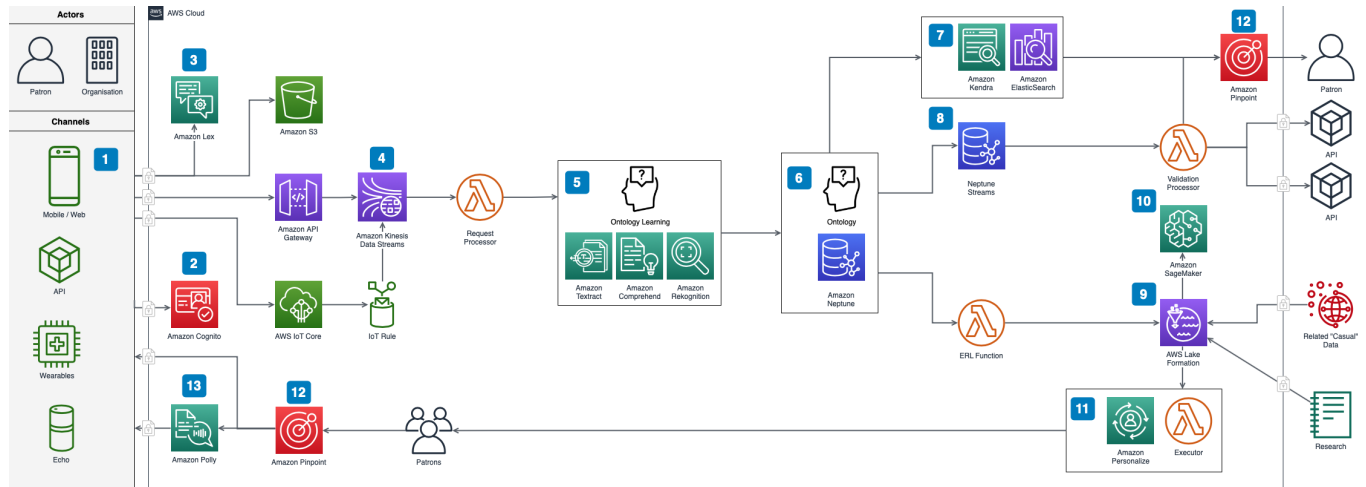 Actors
Patron
Organisation
Channels
1
Mobile / Web
API
Wearables
Echo
aws
AWS Cloud
3
Amazon Lex
Amazon S3
Amazon API
Gateway
4
Amazon Kinesis
Data Streams
Request
Processor
2
Amazon Cognito
AWS IoT Core
IoT Rule
13
Amazon Polly
12
Amazon Pinpoint
Patrons
5
?
Ontology Learning
Amazon
Textract
Amazon
Comprehend
Amazon
Rekognition
6
?
Ontology
Amazon
Neptune
7
Amazon
Kendra
Amazon
ElasticSearch
8
Neptune
Streams
ERL Function
Validation
Processor
10
Amazon
SageMaker
9
AWS Lake
Formation
11
Amazon
Personalize
Executor
12
Amazon
Pinpoint
Patron
API
API
Related "Casual"
Data
Research